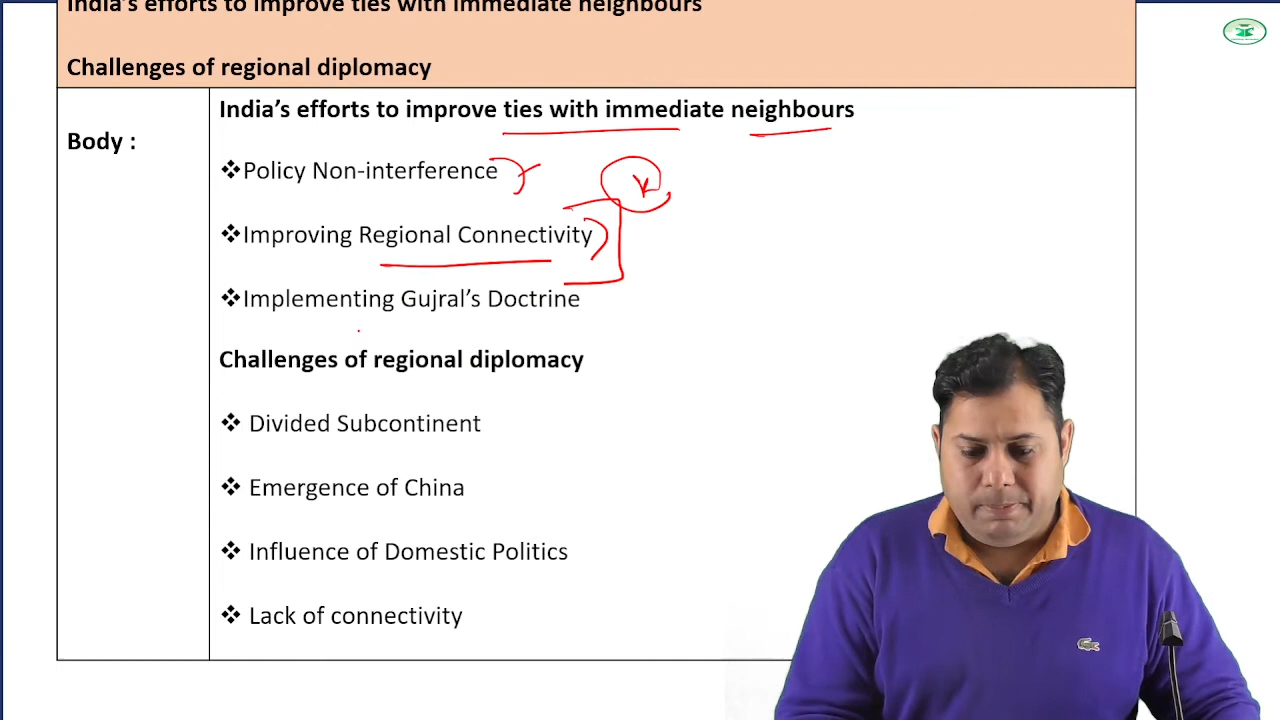 India's efforts to improve ties with immediate neighbours
Challenges of regional diplomacy
Body :
India's efforts to improve ties with immediate neighbours
❖Policy Non-interference
❖Improving Regional Connectivity
❖Implementing Gujral's Doctrine
Challenges of regional diplomacy
❖ Divided Subcontinent
❖ Emergence of China
❖ Influence of Domestic Politics
❖ Lack of connectivity